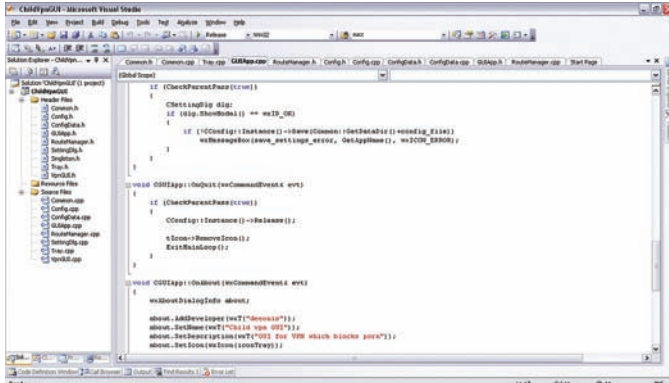 ChildVpnGUI - Microsoft Visual Studio
File Edit View Project Build Debug Tools Test Analyze Window Help
Release Win32
Solution Explorer - ChildVpn...
Common.h Common.cpp Tray.cpp GUIApp.cpp RouteManager.h Config.h Config.cpp ConfigData.h ConfigData.cpp GUIApp.h RouteManager.cpp Start Page
(Global Scope)
Solution 'ChildVpnGUI' (1 project)
ChildVpnGUI
Header Files
Common.h
Config.h
ConfigData.h
GUIApp.h
RouteManager.h
SettingDlg.h
Singleton.h
Tray.h
VpnGUI.h
Resource Files
Source Files
Common.cpp
Config.cpp
ConfigData.cpp
GUIApp.cpp
RouteManager.cpp
SettingDlg.cpp
Tray.cpp
VpnGUI.cpp
if (CheckParentPass(true))
{
CSettingDlg dlg;
if (dlg.ShowModal() == wxID_OK)
{
if (!CConfig::Instance()->Save(Common::GetDataDir()+config_file))
wxMessageBox(save_settings_error, GetAppName(), wxICON_ERROR);
}
}
}
void CGUIApp::OnQuit(wxCommandEvent& evt)
{
if (CheckParentPass(true))
{
CConfig::Instance()->Release();
tIcon->RemoveIcon();
ExitMainLoop();
}
}
void CGUIApp::OnAbout(wxCommandEvent& evt)
{
wxAboutDialogInfo about;
about.AddDeveloper(wxT("deeonis"));
about.SetName(wxT("Child vpn GUI"));
about.SetDescription(wxT("GUI for VPN which blocks porn"));
about.SetIcon(wxIcon(iconTray));
Code Definition Window Call Browser Output Find Results 1 Error List